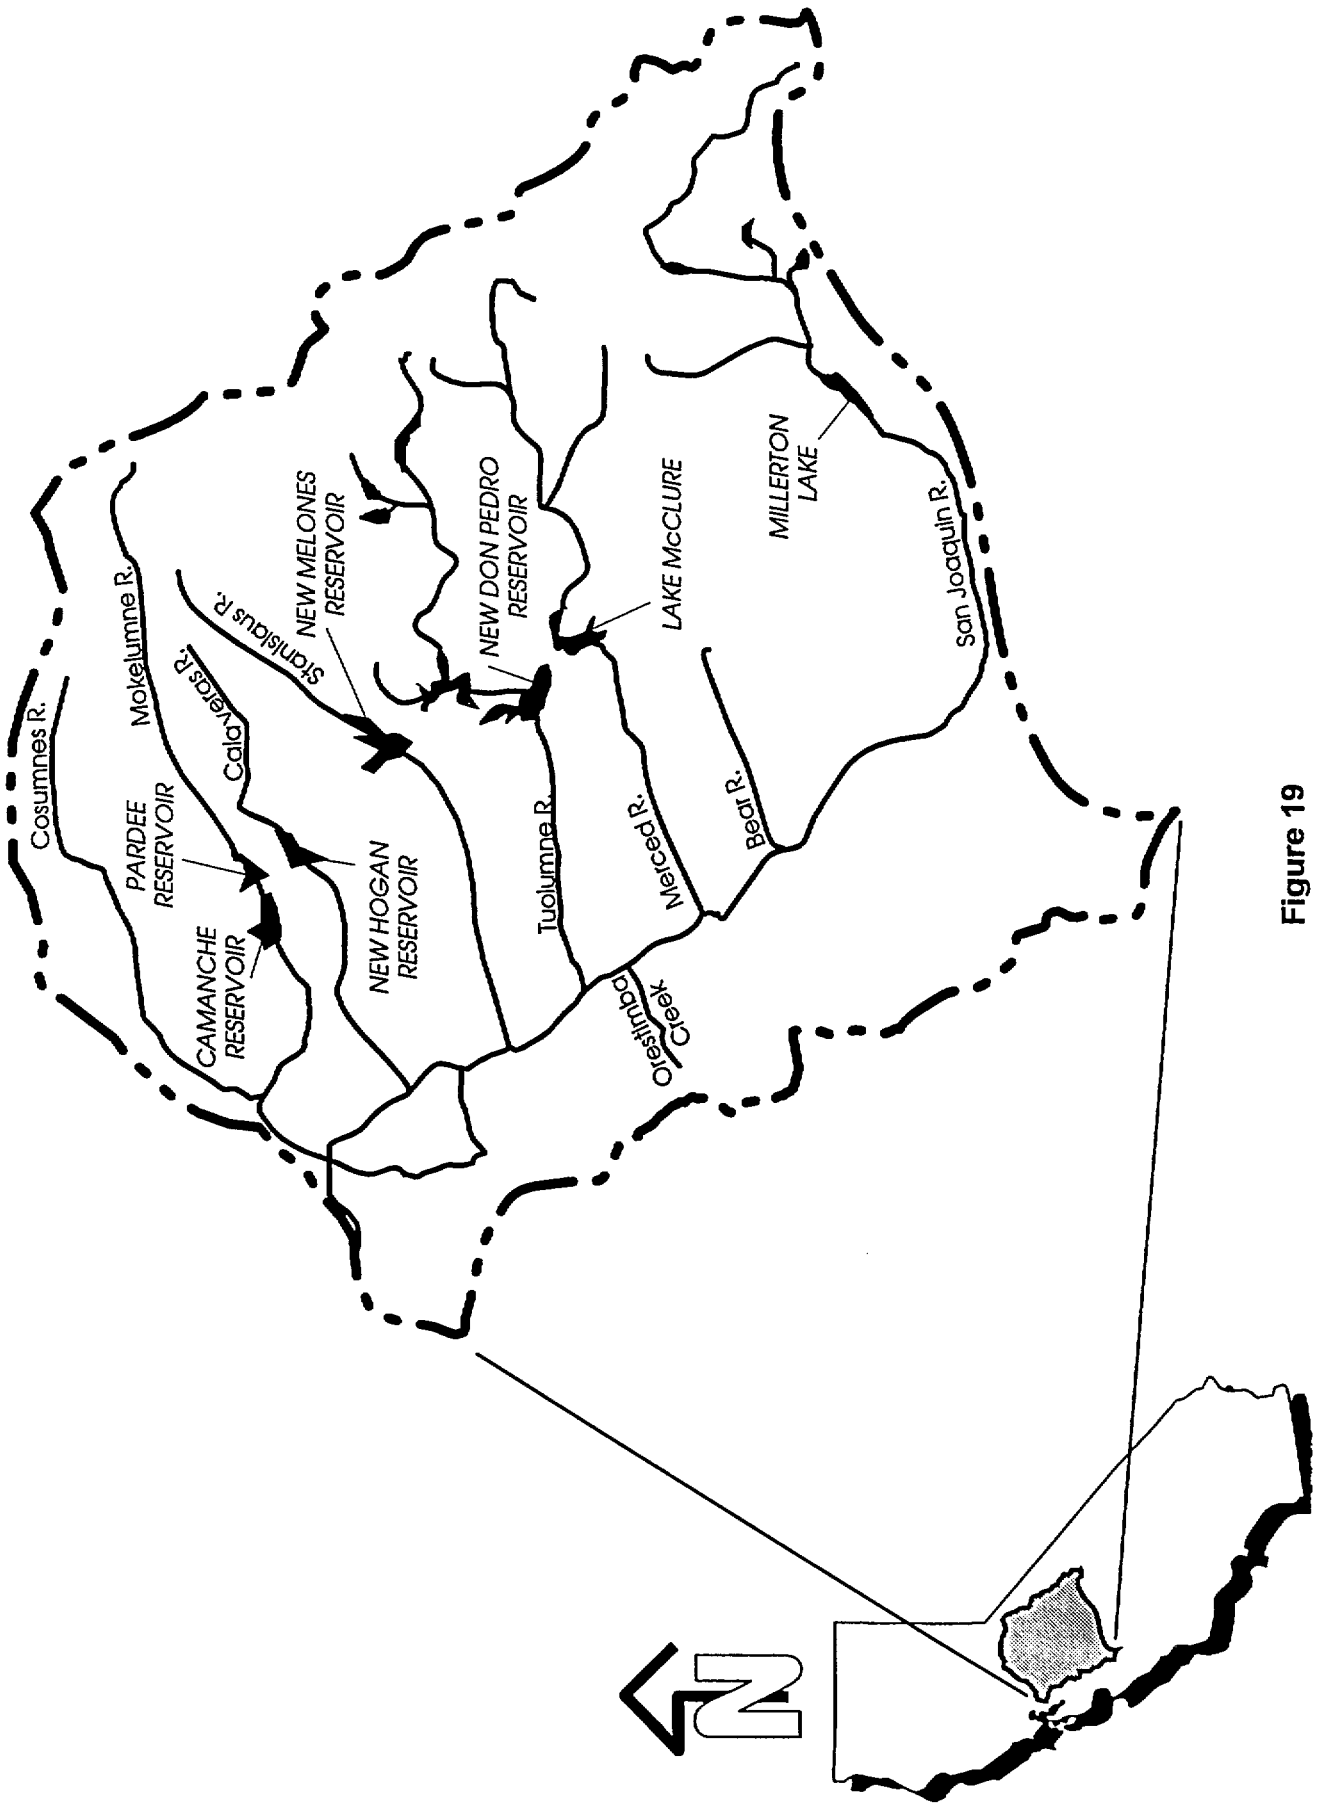 Cosumnes R.
Mokelumne R.
PARDEE
RESERVOIR
Calaveras R.
Stanislaus R.
NEW MELONES
RESERVOIR
CAMANCHE
RESERVOIR
NEW HOGAN
RESERVOIR
NEW DON PEDRO
RESERVOIR
Tuolumne R.
LAKE McCLURE
Merced R.
MILLERTON
LAKE
Bear R.
San Joaquin R.
Orestimba
Creek
N
Figure 19